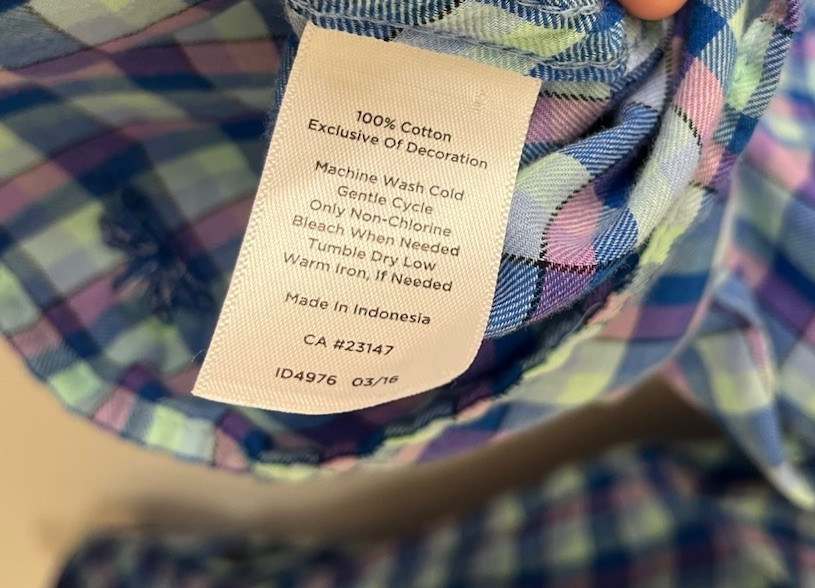 100% Cotton
Exclusive Of Decoration
Machine Wash Cold
Gentle Cycle
Only Non-Chlorine
Bleach When Needed
Tumble Dry Low
Warm Iron, If Needed
Made In Indonesia
CA #23147
ID4976 03/16